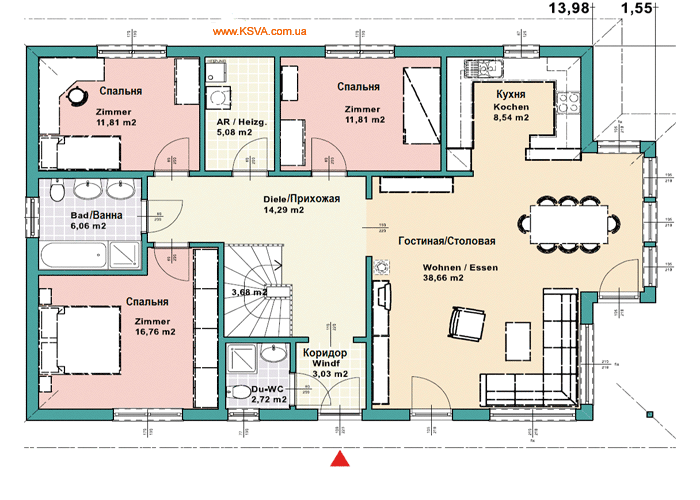 www.KSVA.com.ua
13,98
1,55
Спальня
Zimmer
11,81 m2
AR / Heizg.
5,08 m2
Спальня
Zimmer
11,81 m2
Кухня
Kochen
8,54 m2
Bad/Ванна
6,06 m2
Diele/Прихожая
14,29 m2
Гостиная/Столовая
Wohnen / Essen
38,66 m2
3,68 m2
Спальня
Zimmer
16,76 m2
Коридор
Windf
3,03 m2
Du-WC
2,72 m2